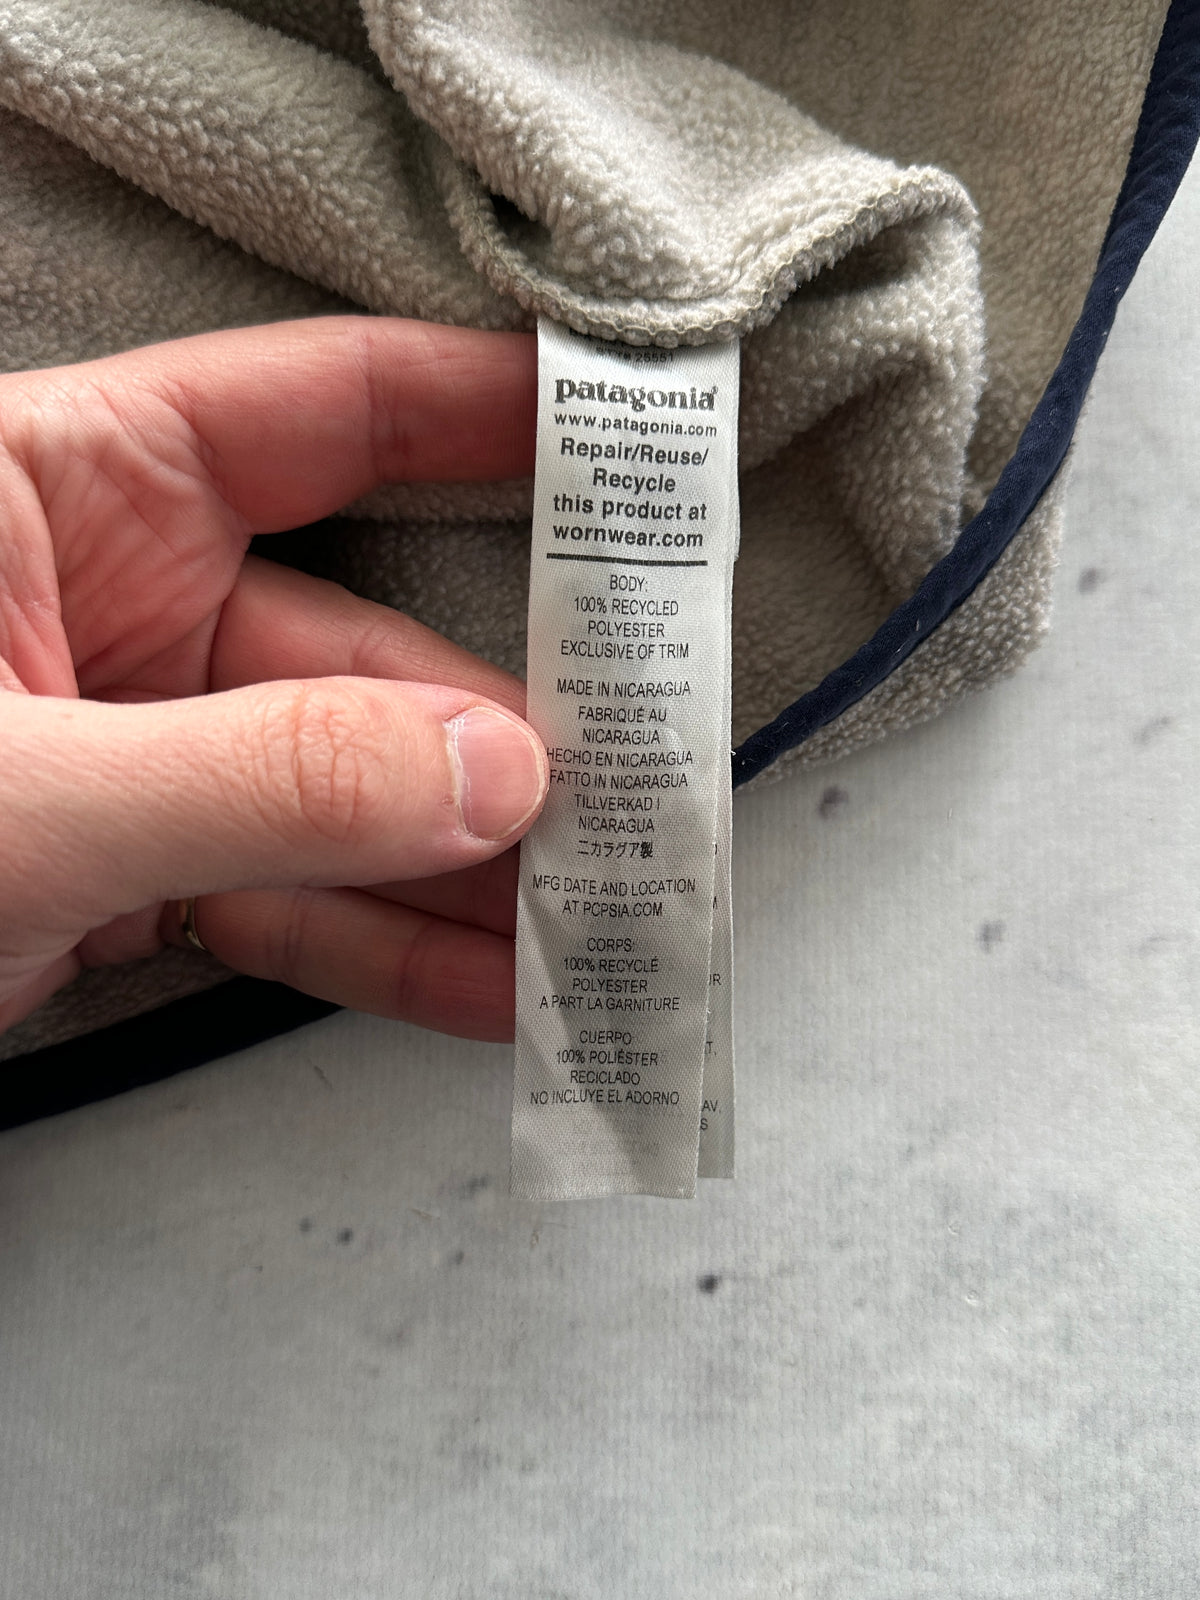 25551
patagonia®
www.patagonia.com
Repair/Reuse/
Recycle
this product at
wornwear.com
BODY:
100% RECYCLED
POLYESTER
EXCLUSIVE OF TRIM
MADE IN NICARAGUA
FABRIQUÉ AU
NICARAGUA
HECHO EN NICARAGUA
FATTO IN NICARAGUA
TILLVERKAD I
NICARAGUA
ニカラグア製
MFG DATE AND LOCATION
AT PCPSIA.COM
CORPS:
100% RECYCLÉ
POLYESTER
A PART LA GARNITURE
CUERPO
100% POLIÉSTER
RECICLADO
NO INCLUYE EL ADORNO